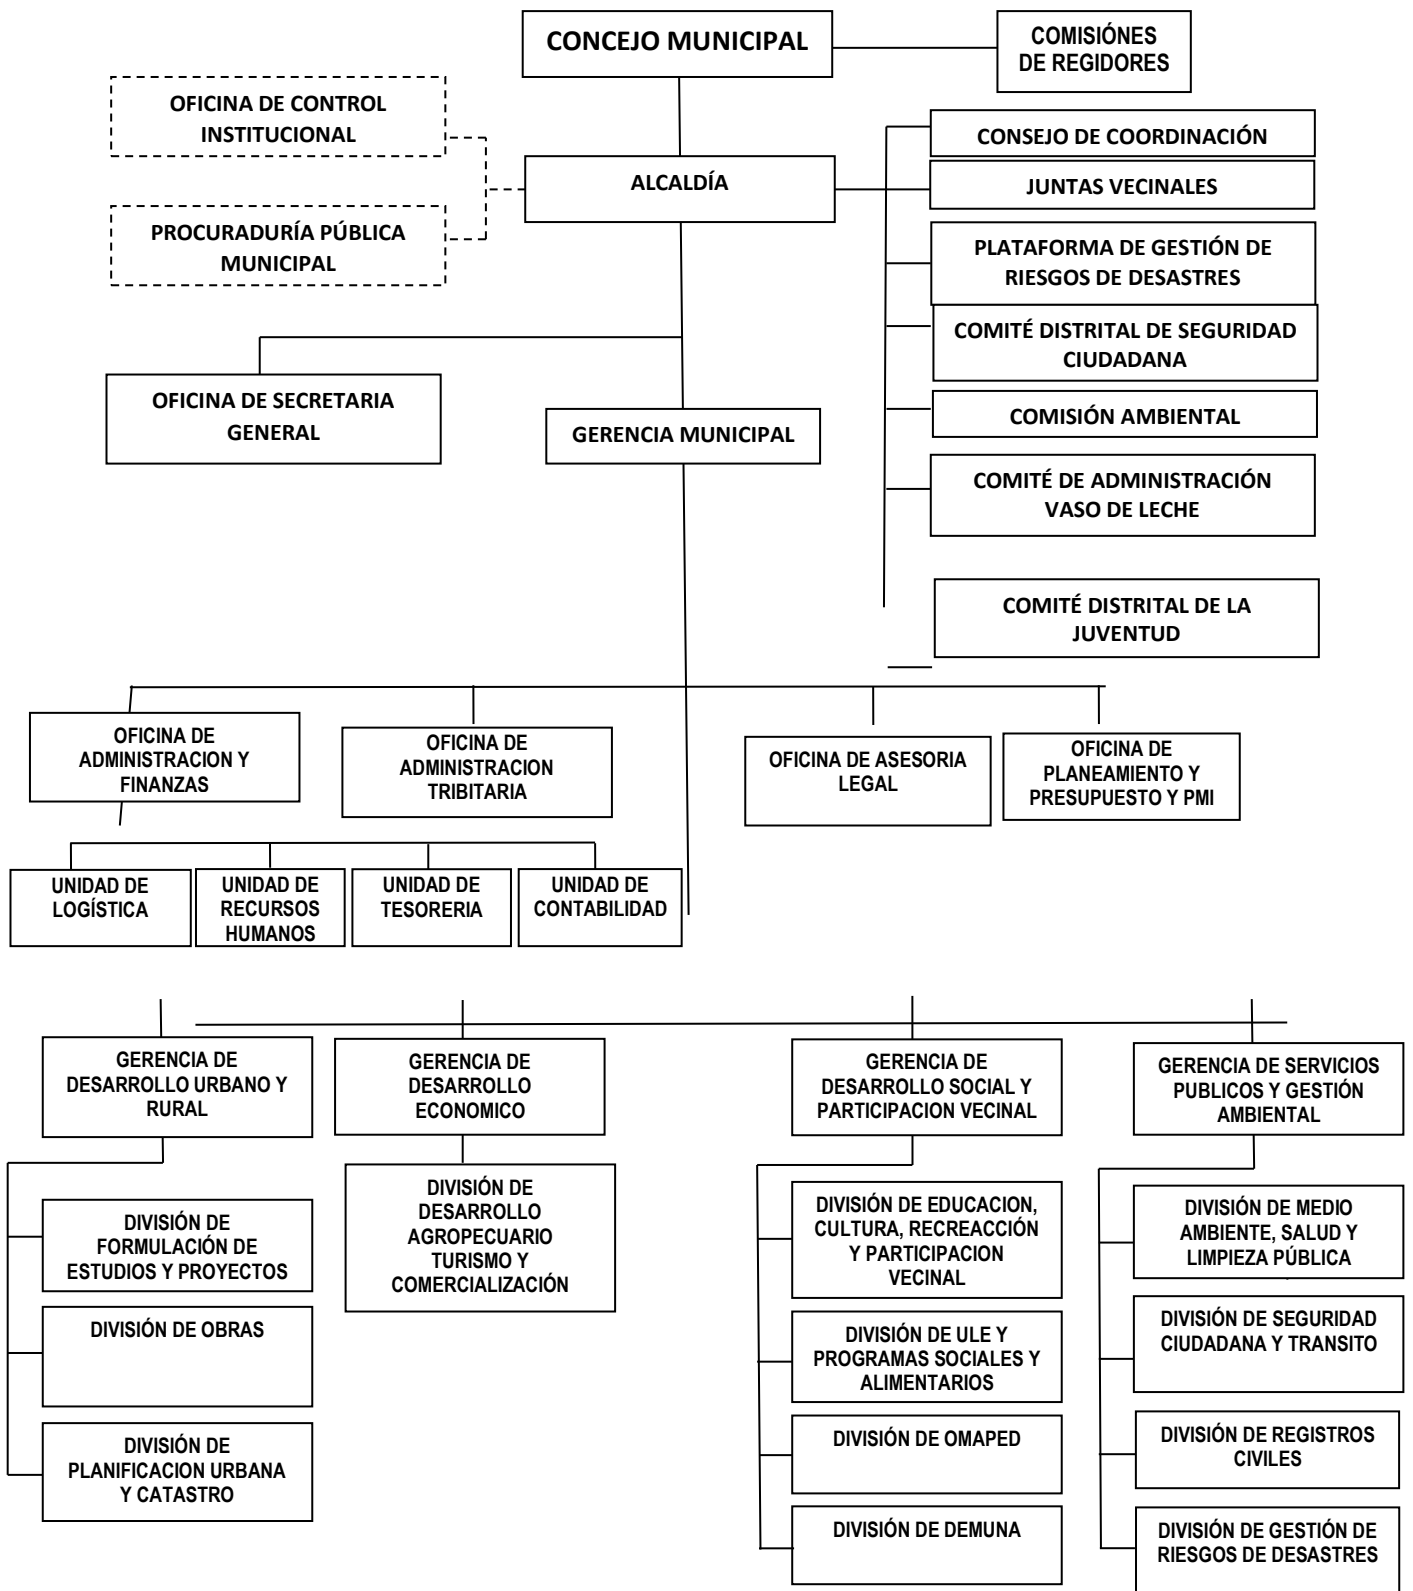 CONCEJO MUNICIPAL
COMISIÓNES
DE REGIDORES
OFICINA DE CONTROL
INSTITUCIONAL
ALCALDÍA
PROCURADURÍA PÚBLICA
MUNICIPAL
CONSEJO DE COORDINACIÓN
JUNTAS VECINALES
PLATAFORMA DE GESTIÓN DE
RIESGOS DE DESASTRES
COMITÉ DISTRITAL DE SEGURIDAD
CIUDADANA
COMISIÓN AMBIENTAL
COMITÉ DE ADMINISTRACIÓN
VASO DE LECHE
COMITÉ DISTRITAL DE LA
JUVENTUD
OFICINA DE SECRETARIA
GENERAL
GERENCIA MUNICIPAL
OFICINA DE
ADMINISTRACION Y
FINANZAS
OFICINA DE
ADMINISTRACION
TRIBITARIA
OFICINA DE ASESORIA
LEGAL
OFICINA DE
PLANEAMIENTO Y
PRESUPUESTO Y PMI
UNIDAD DE
LOGÍSTICA
UNIDAD DE
RECURSOS
HUMANOS
UNIDAD DE
TESORERIA
UNIDAD DE
CONTABILIDAD
GERENCIA DE
DESARROLLO URBANO Y
RURAL
GERENCIA DE
DESARROLLO
ECONOMICO
GERENCIA DE
DESARROLLO SOCIAL Y
PARTICIPACION VECINAL
GERENCIA DE SERVICIOS
PUBLICOS Y GESTIÓN
AMBIENTAL
DIVISIÓN DE
FORMULACIÓN DE
ESTUDIOS Y PROYECTOS
DIVISIÓN DE OBRAS
DIVISIÓN DE
PLANIFICACION URBANA
Y CATASTRO
DIVISIÓN DE
DESARROLLO
AGROPECUARIO
TURISMO Y
COMERCIALIZACIÓN
DIVISIÓN DE EDUCACION,
CULTURA, RECREACCIÓN
Y PARTICIPACION
VECINAL
DIVISIÓN DE ULE Y
PROGRAMAS SOCIALES Y
ALIMENTARIOS
DIVISIÓN DE OMAPED
DIVISIÓN DE DEMUNA
DIVISIÓN DE MEDIO
AMBIENTE, SALUD Y
LIMPIEZA PÚBLICA
DIVISIÓN DE SEGURIDAD
CIUDADANA Y TRANSITO
DIVISIÓN DE REGISTROS
CIVILES
DIVISIÓN DE GESTIÓN DE
RIESGOS DE DESASTRES